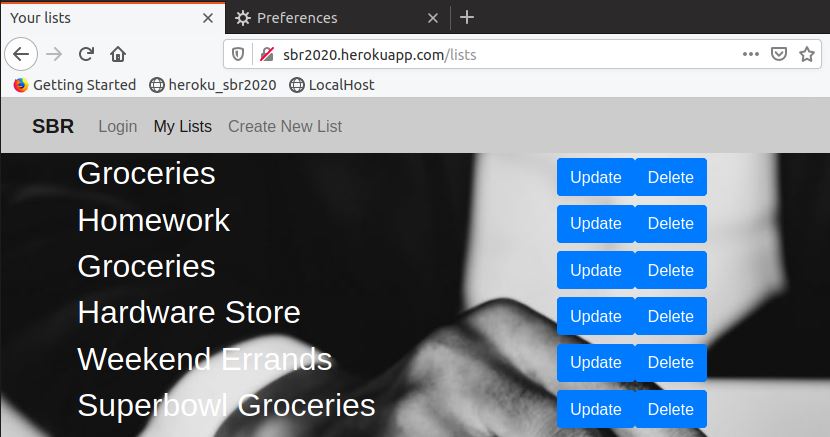 Your lists Preferences
sbr2020.herokuapp.com/lists
Getting Started heroku_sbr2020 LocalHost
SBR Login My Lists Create New List
Groceries Update Delete
Homework Update Delete
Groceries Update Delete
Hardware Store Update Delete
Weekend Errands Update Delete
Superbowl Groceries Update Delete